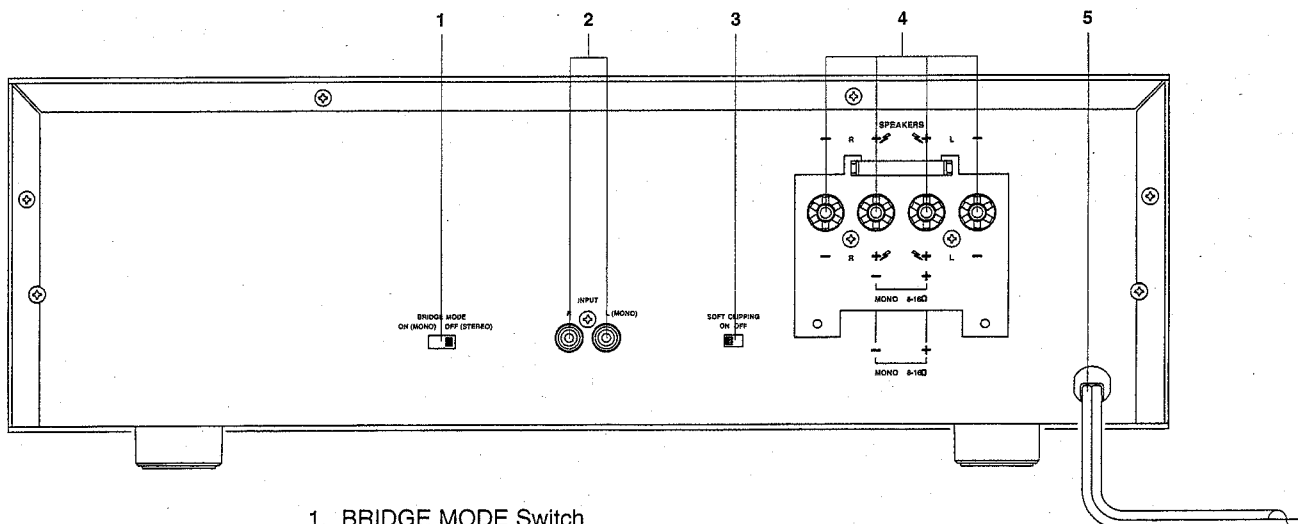 1 2 3 4 5
SPEAKERS
− R + + L −
− R + + L −
− +
MONO 8-16Ω
INPUT
R L (MONO)
BRIDGE MODE
ON (MONO) OFF (STEREO)
SOFT CLIPPING
ON OFF
− +
MONO 8-16Ω
1 BRIDGE MODE Switch